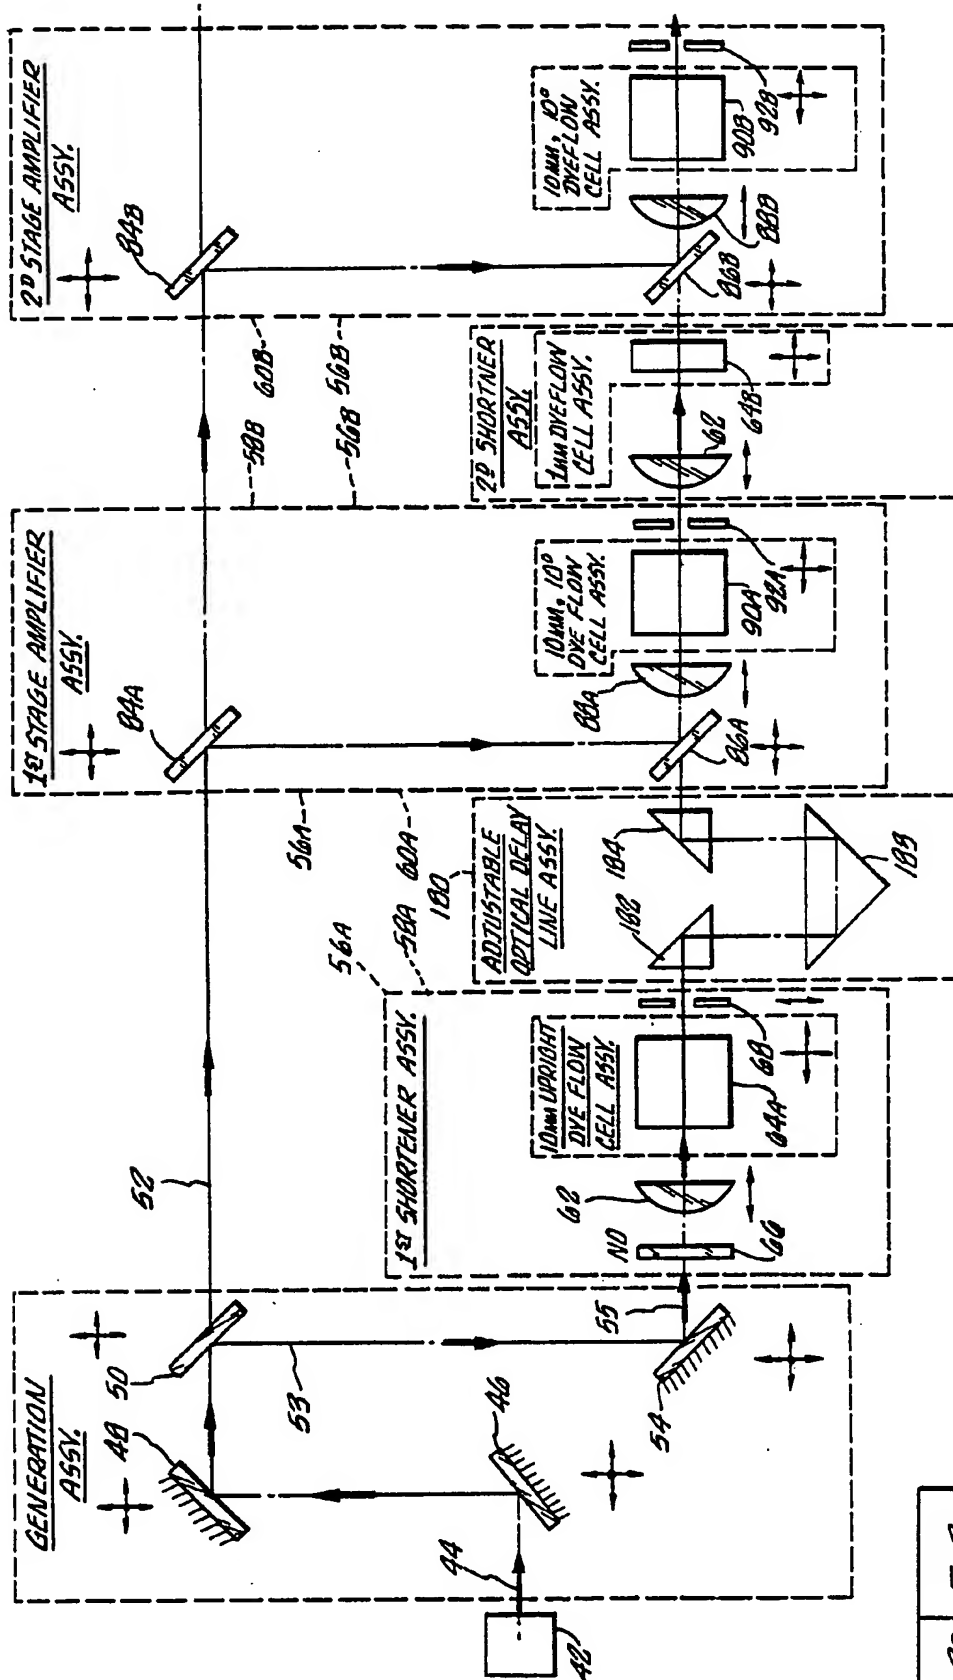 GENERATION
ASSY.
42
44
46
48
50
52
53
54
55
1ST SHORTENER ASSY.
56A
58A
ND
66
62
10MM UPRIGHT
DYE FLOW
CELL ASSY.
64A
68
ADJUSTABLE
OPTICAL DELAY
LINE ASSY.
180
182
183
184
1ST STAGE AMPLIFIER
ASSY.
56A
60A
84A
86A
88A
10MM, 10°
DYE FLOW
CELL ASSY.
90A
92A
2D SHORTNER
ASSY.
58B
56B
62
1MM DYEFLOW
CELL ASSY.
64B
2D STAGE AMPLIFIER
ASSY.
60B
56B
84B
86B
88B
10MM, 10°
DYEFLOW
CELL ASSY.
90B
92B